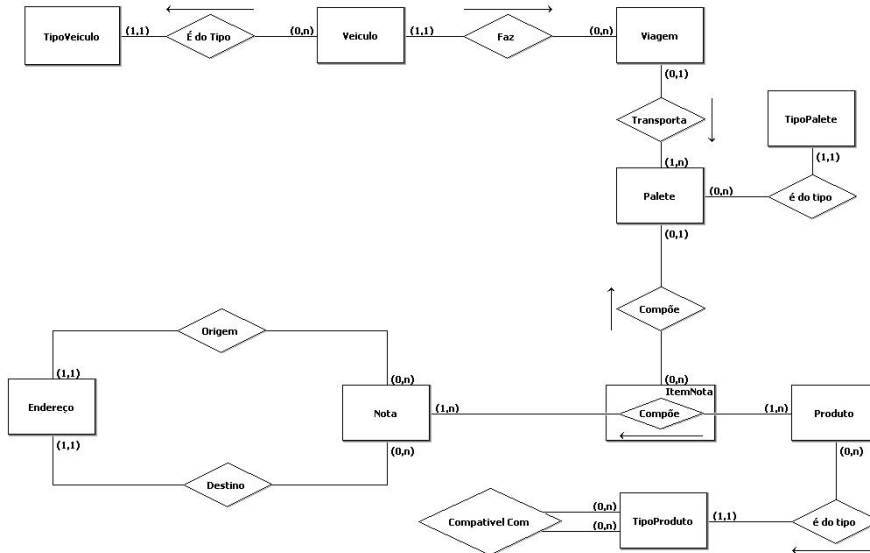 TipoVeiculo (1,1) É do Tipo (0,n) Veiculo (1,1) Faz (0,n) Viagem
(0,1)
Transporta
TipoPalete
(1,n)
(1,1)
Palete (0,n) é do tipo
(0,1)
Compõe
Origem
(1,1) (0,n) (0,n)
ItemNota
Endereço Nota (1,n) Compõe (1,n) Produto
(1,1) (0,n) (0,n)
Destino
(0,n)
Compativel Com (0,n) TipoProduto (1,1) é do tipo